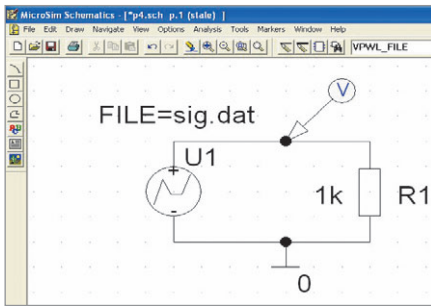 MicroSim Schematics - [*p4.sch p.1 (stale) ]
File Edit Draw Navigate View Options Analysis Tools Markers Window Help
VPWL_FILE
V
FILE=sig.dat
U1
+
-
1k
R1
0